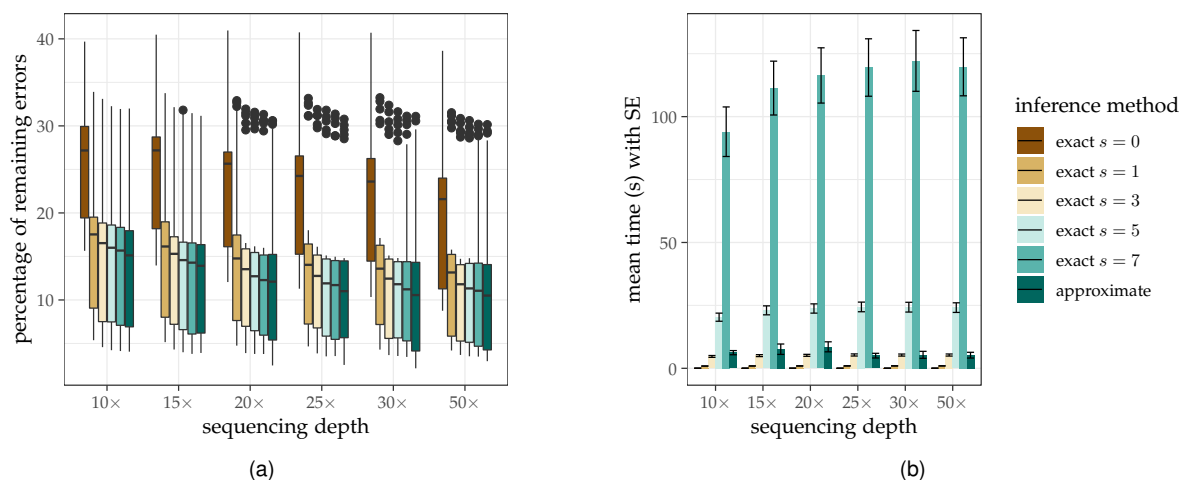 percentage of remaining errors
40
30
20
10
10× 15× 20× 25× 30× 50×
sequencing depth
(a)
mean time (s) with SE
100
50
0
10× 15× 20× 25× 30× 50×
sequencing depth
(b)
inference method
exact s = 0
exact s = 1
exact s = 3
exact s = 5
exact s = 7
approximate